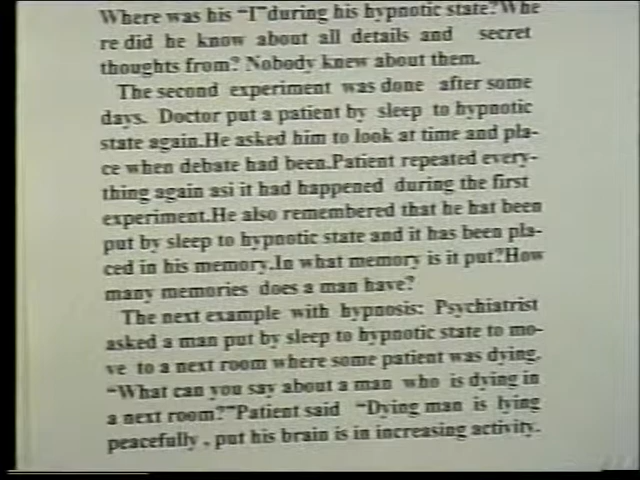 Where was his "I"during his hypnotic state?Whe
re did he know about all details and secret
thoughts from? Nobody knew about them.
The second experiment was done after some
days. Doctor put a patient by sleep to hypnotic
state again.He asked him to look at time and pla-
ce when debate had been.Patient repeated every-
thing again asi it had happened during the first
experiment.He also remembered that he hat been
put by sleep to hypnotic state and it has been pla-
ced in his memory.In what memory is it put?How
many memories does a man have?
The next example with hypnosis: Psychiatrist
asked a man put by sleep to hypnotic state to mo-
ve to a next room where some patient was dying.
"What can you say about a man who is dying in
a next room?"Patient said "Dying man is lying
peacefully , put his brain is in increasing activity.